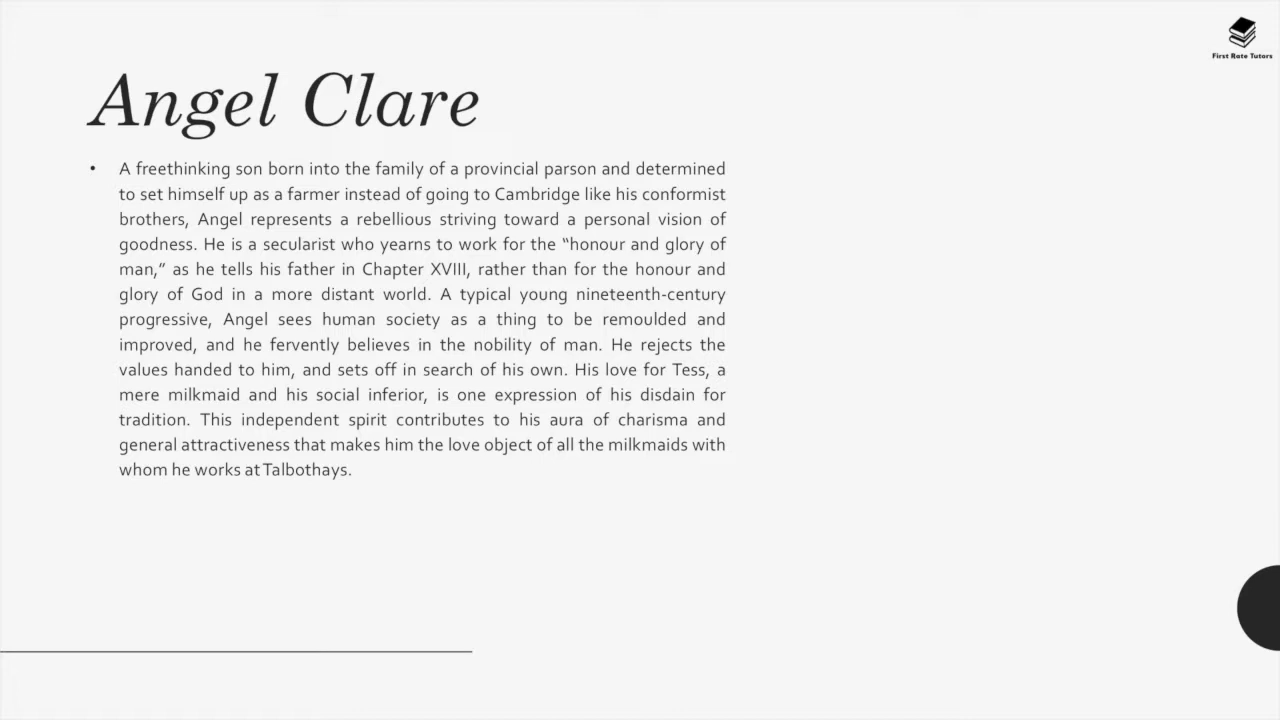 First Rate Tutors
Angel Clare
• A freethinking son born into the family of a provincial parson and determined
to set himself up as a farmer instead of going to Cambridge like his conformist
brothers, Angel represents a rebellious striving toward a personal vision of
goodness. He is a secularist who yearns to work for the “honour and glory of
man,” as he tells his father in Chapter XVIII, rather than for the honour and
glory of God in a more distant world. A typical young nineteenth-century
progressive, Angel sees human society as a thing to be remoulded and
improved, and he fervently believes in the nobility of man. He rejects the
values handed to him, and sets off in search of his own. His love for Tess, a
mere milkmaid and his social inferior, is one expression of his disdain for
tradition. This independent spirit contributes to his aura of charisma and
general attractiveness that makes him the love object of all the milkmaids with
whom he works at Talbothays.